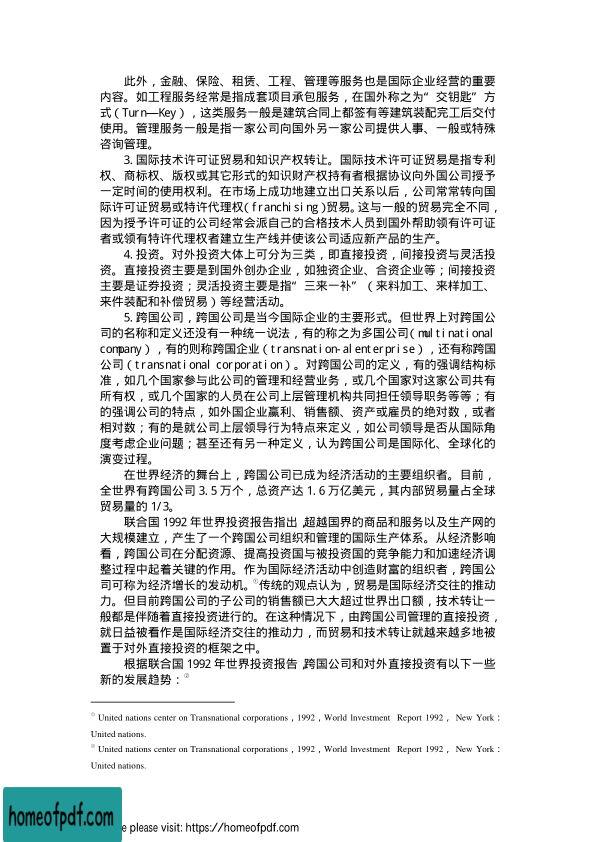 此外，金融、保险、租赁、工程、管理等服务也是国际企业经营的重要
内容。如工程服务经常是指成套项目承包服务，在国外称之为“交钥匙”方
式（Turn—Key），这类服务一般是建筑合同上都签有等建筑装配完工后交付
使用。管理服务一般是指一家公司向国外另一家公司提供人事、一般或特殊
咨询管理。
3. 国际技术许可证贸易和知识产权转让。国际技术许可证贸易是指专利
权、商标权、版权或其它形式的知识财产权持有者根据协议向外国公司授予
一定时间的使用权利。在市场上成功地建立出口关系以后，公司常常转向国
际许可证贸易或特许代理权(franchising)贸易。这与一般的贸易完全不同，
因为授予许可证的公司经常会派自己的合格技术人员到国外帮助领有许可证
者或领有特许代理权者建立生产线并使该公司适应新产品的生产。
4. 投资。对外投资大体上可分为三类，即直接投资，间接投资与灵活投
资。直接投资主要是到国外创办企业，如独资企业、合资企业等；间接投资
主要是证券投资；灵活投资主要是指“三来一补”（来料加工、来样加工、
来件装配和补偿贸易）等经营活动。
5. 跨国公司，跨国公司是当今国际企业的主要形式。但世界上对跨国公
司的名称和定义还没有一种统一说法，有的称之为多国公司（multinational
company），有的则称跨国企业（transnation-alenterprise），还有称跨国
公司（transnational corporation）。对跨国公司的定义，有的强调结构标
准，如几个国家参与此公司的管理和经营业务，或几个国家对这家公司共有
所有权，或几个国家的人员在公司上层管理机构共同担任领导职务等等；有
的强调公司的特点，如外国企业赢利、销售额、资产或雇员的绝对数，或者
相对数；有的是就公司上层领导行为特点来定义，如公司领导是否从国际角
度考虑企业问题；甚至还有另一种定义，认为跨国公司是国际化、全球化的
演变过程。
在世界经济的舞台上，跨国公司已成为经济活动的主要组织者。目前，
全世界有跨国公司 3.5 万个，总资产达 1.6 万亿美元，其内部贸易量占全球
贸易量的 1/3。
联合国 1992 年世界投资报告指出，超越国界的商品和服务以及生产网的
大规模建立，产生了一个跨国公司组织和管理的国际生产体系。从经济影响
看，跨国公司在分配资源、提高投资国与被投资国的竞争能力和加速经济调
整过程中起着关键的作用。作为国际经济活动中创造财富的组织者，跨国公
司可称为经济增长的发动机。①传统的观点认为，贸易是国际经济交往的推动
力。但目前跨国公司的子公司的销售额已大大超过世界出口额，技术转让一
般都是伴随着直接投资进行的。在这种情况下，由跨国公司管理的直接投资，
就日益被看作是国际经济交往的推动力，而贸易和技术转让就越来越多地被
置于对外直接投资的框架之中。
根据联合国 1992 年世界投资报告，跨国公司和对外直接投资有以下一些
新的发展趋势：②
① United nations center on Transnational corporations，1992，World lnvestment Report 1992， New York：
United nations.
② United nations center on Transnational corporations，1992，World lnvestment Report 1992， New York：
United nations.
homeofpdf.com
e please visit: https://homeofpdf.com